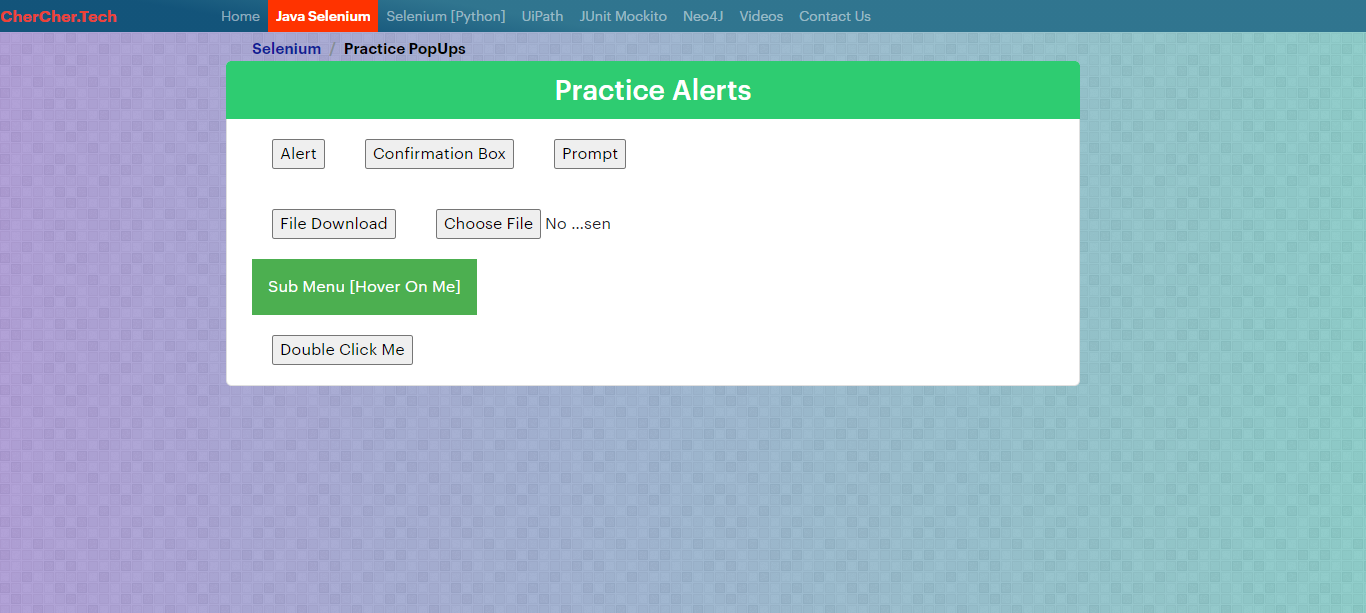 CherCher.Tech Home Java Selenium Selenium [Python] UiPath JUnit Mockito Neo4J Videos Contact Us
Selenium / Practice PopUps
Practice Alerts
Alert Confirmation Box Prompt
File Download Choose File No ...sen
Sub Menu [Hover On Me]
Double Click Me